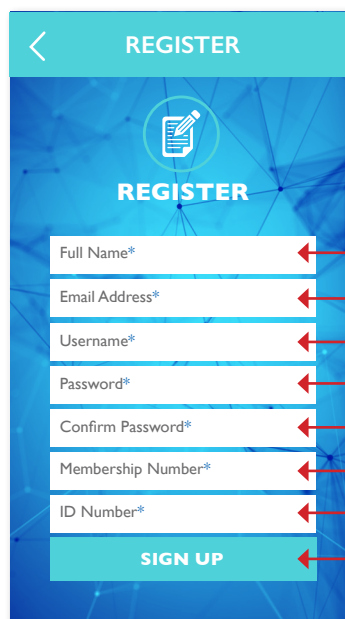 REGISTER
REGISTER
Full Name*
Email Address*
Username*
Password*
Confirm Password*
Membership Number*
ID Number*
SIGN UP